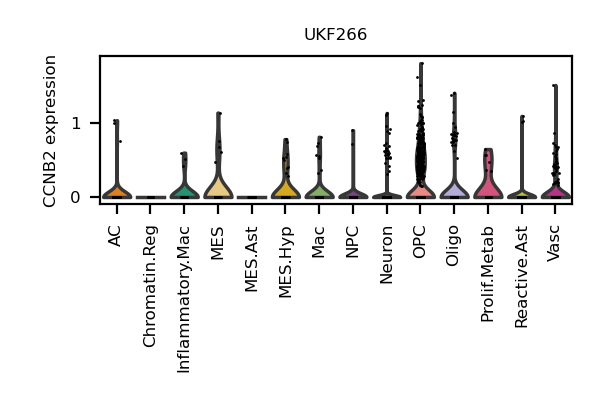 UKF266
CCNB2 expression
1
0
AC
Chromatin.Reg
Inflammatory.Mac
MES
MES.Ast
MES.Hyp
Mac
NPC
Neuron
OPC
Oligo
Prolif.Metab
Reactive.Ast
Vasc